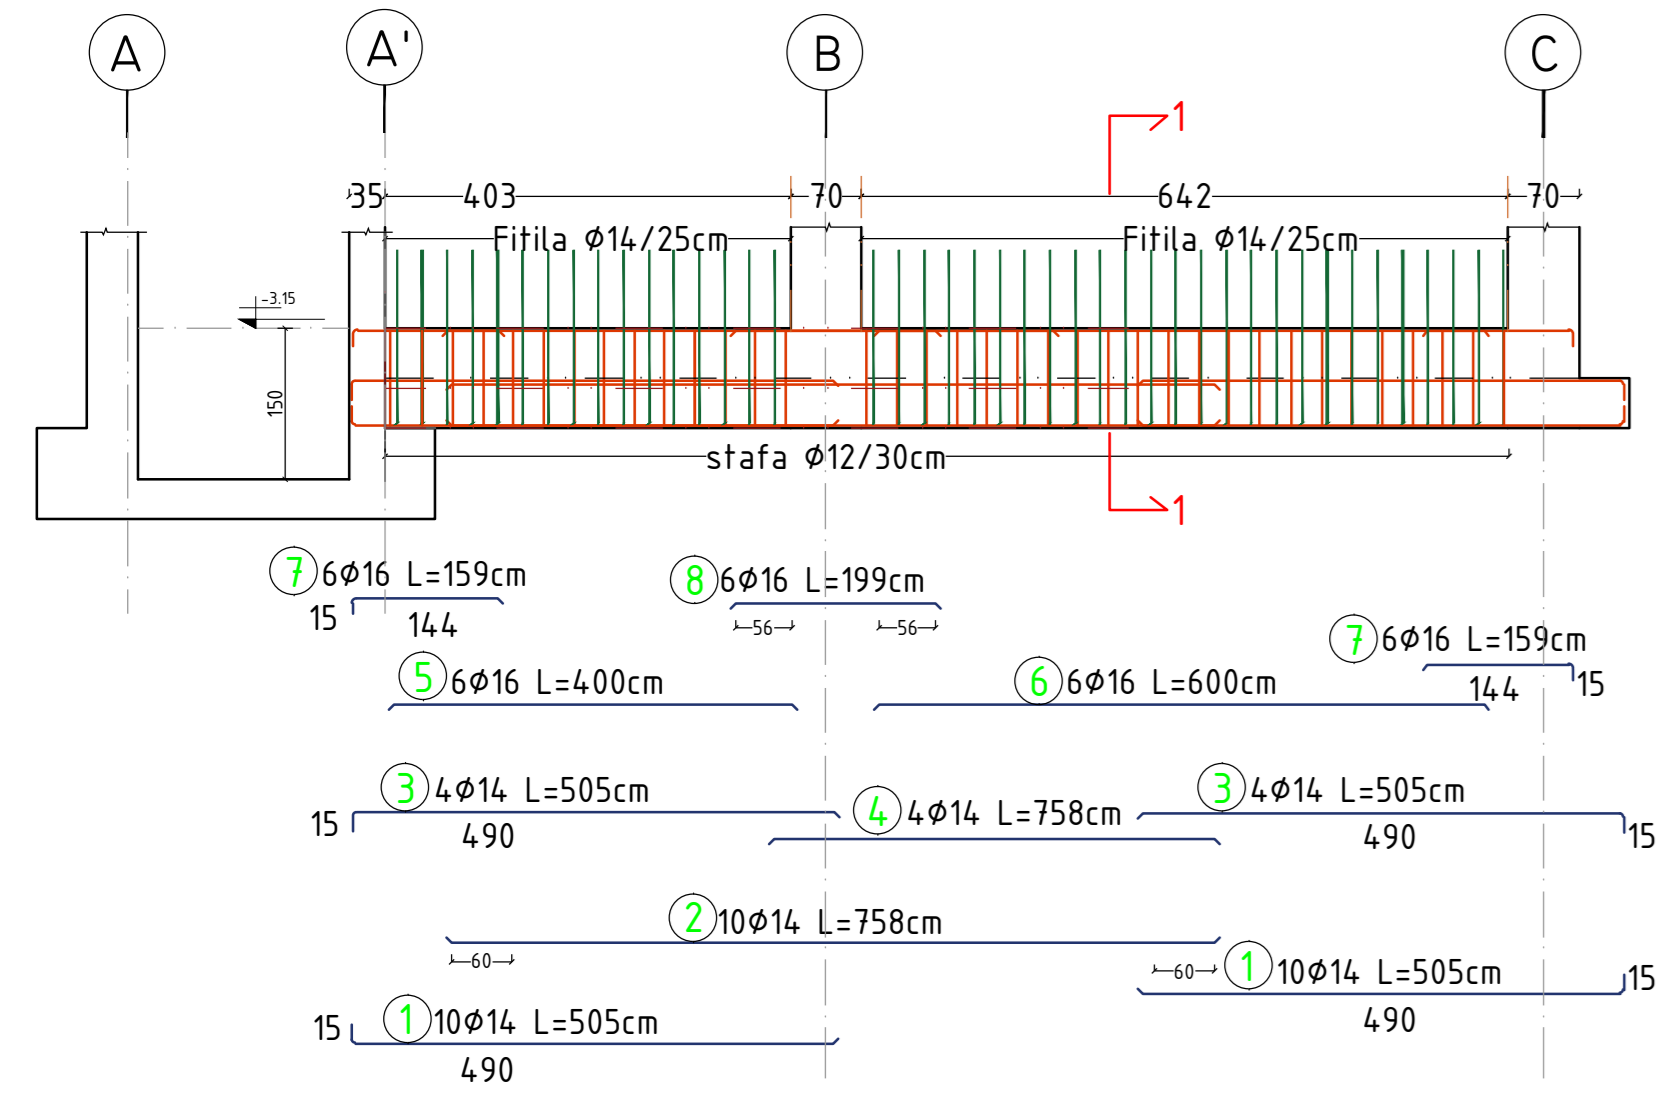 A A' B C
1
35 403 70 642 70
Fitila Ø14/25cm Fitila Ø14/25cm
-3.15
150
stafa Ø12/30cm
1
7 6Ø16 L=159cm
15 144
8 6Ø16 L=199cm
56 56
7 6Ø16 L=159cm
144 15
5 6Ø16 L=400cm
6 6Ø16 L=600cm
3 4Ø14 L=505cm
15 490
4 4Ø14 L=758cm
3 4Ø14 L=505cm
490 15
2 10Ø14 L=758cm
60 60
1 10Ø14 L=505cm
15
490
1 10Ø14 L=505cm
15
490